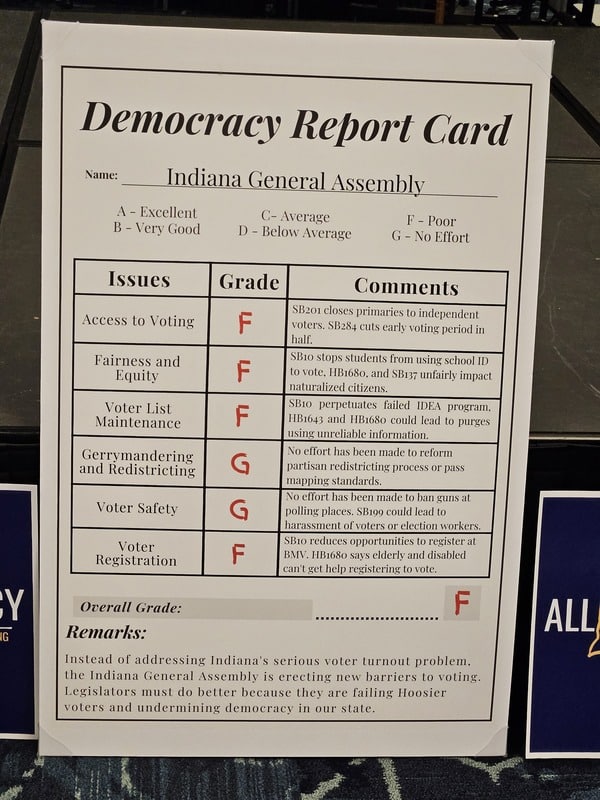 Democracy Report Card
Name: Indiana General Assembly
A - Excellent
B - Very Good
C- Average
D - Below Average
F - Poor
G - No Effort
Issues Grade Comments
Access to Voting
F
SB201 closes primaries to independent
voters. SB284 cuts early voting period in
half.
Fairness and
Equity
F
SB10 stops students from using school ID
to vote, HB1680, and SB137 unfairly impact
naturalized citizens.
Voter List
Maintenance
F
SB10 perpetuates failed IDEA program,
HB1643 and HB1680 could lead to purges
using unreliable information.
Gerrymandering
and Redistricting
G
No effort has been made to reform
partisan redistricting process or pass
mapping standards.
Voter Safety
G
No effort has been made to ban guns at
polling places. SB199 could lead to
harassment of voters or election workers.
Voter
Registration
F
SB10 reduces opportunities to register at
BMV. HB1680 says elderly and disabled
can't get help registering to vote.
Overall Grade: F
Remarks:
Instead of addressing Indiana's serious voter turnout problem,
the Indiana General Assembly is erecting new barriers to voting.
Legislators must do better because they are failing Hoosier
voters and undermining democracy in our state.
CY
NG
ALL